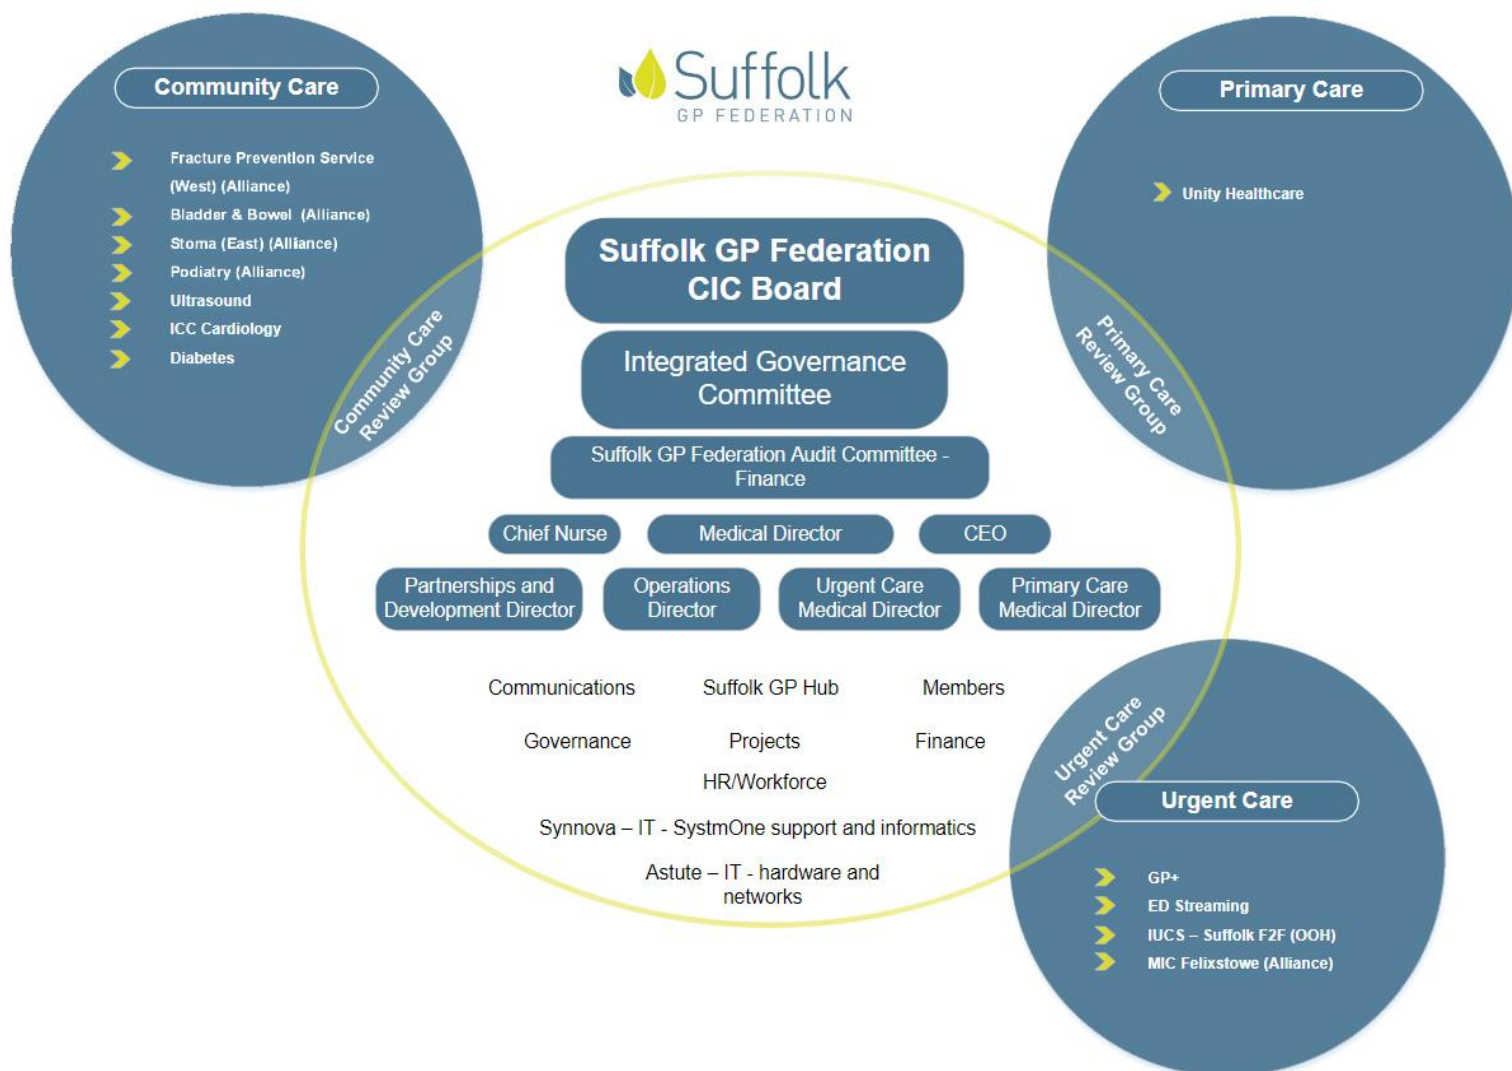 Suffolk
GP FEDERATION
Community Care
Fracture Prevention Service
(West) (Alliance)
Bladder & Bowel (Alliance)
Stoma (East) (Alliance)
Podiatry (Alliance)
Ultrasound
ICC Cardiology
Diabetes
Community Care
Review Group
Primary Care
Unity Healthcare
Primary Care
Review Group
Suffolk GP Federation
CIC Board
Integrated Governance
Committee
Suffolk GP Federation Audit Committee -
Finance
Chief Nurse
Medical Director
CEO
Partnerships and
Development Director
Operations
Director
Urgent Care
Medical Director
Primary Care
Medical Director
Communications
Suffolk GP Hub
Members
Governance
Projects
Finance
HR/Workforce
Synnova – IT - SystmOne support and informatics
Astute – IT - hardware and
networks
Urgent Care
Review Group
Urgent Care
GP+
ED Streaming
IUCS – Suffolk F2F (OOH)
MIC Felixstowe (Alliance)